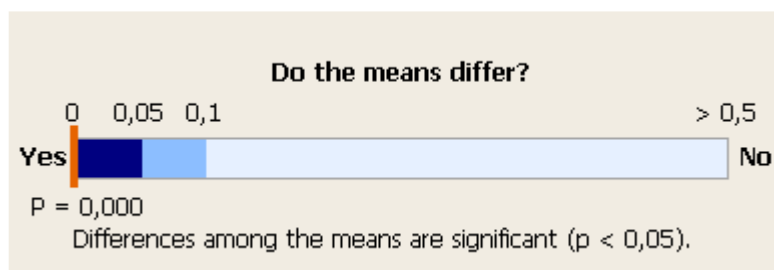 Do the means differ?
0 0,05 0,1 > 0,5
Yes No
P = 0,000
Differences among the means are significant (p < 0,05).